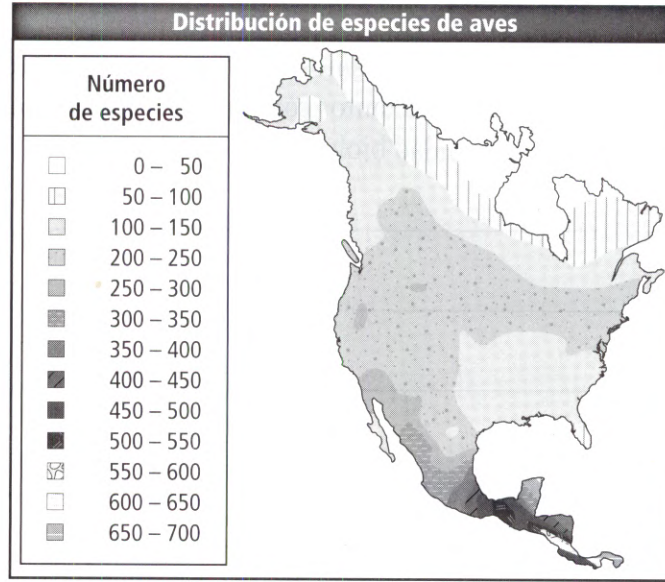 Distribución de especies de aves
Número
de especies
0 – 50
50 – 100
100 – 150
200 – 250
250 – 300
300 – 350
350 – 400
400 – 450
450 – 500
500 – 550
550 – 600
600 – 650
650 – 700